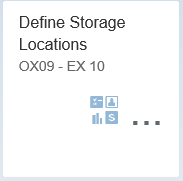 Define Storage
Locations
OX09 - EX 10
...